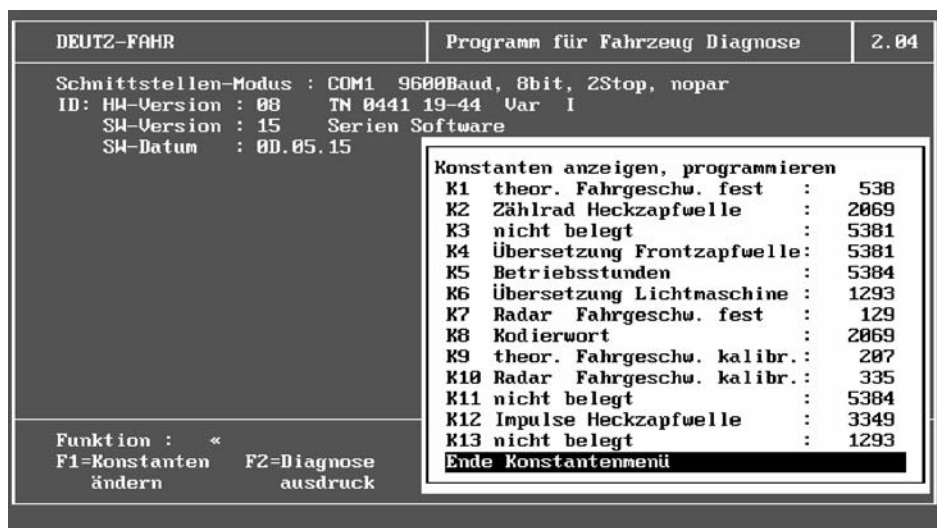 DEUTZ-FAHR
Programm für Fahrzeug Diagnose
2.04
Schnittstellen-Modus : COM1 9600Baud, 8bit, 2Stop, nopar
ID: HW-Version : 08 TN 0441 19-44 Var I
SW-Version : 15 Serien Software
SW-Datum : 0D.05.15
Konstanten anzeigen, programmieren
K1 theor. Fahrgeschw. fest : 538
K2 Zählrad Heckzapfwelle : 2069
K3 nicht belegt : 5381
K4 Übersetzung Frontzapfwelle: 5381
K5 Betriebsstunden : 5384
K6 Übersetzung Lichtmaschine : 1293
K7 Radar Fahrgeschw. fest : 129
K8 Kodierwort : 2069
K9 theor. Fahrgeschw. kalibr.: 207
K10 Radar Fahrgeschw. kalibr.: 335
K11 nicht belegt : 5384
K12 Impulse Heckzapfwelle : 3349
K13 nicht belegt : 1293
Ende Konstantenmenü
Funktion : «
F1=Konstanten F2=Diagnose
ändern ausdruck